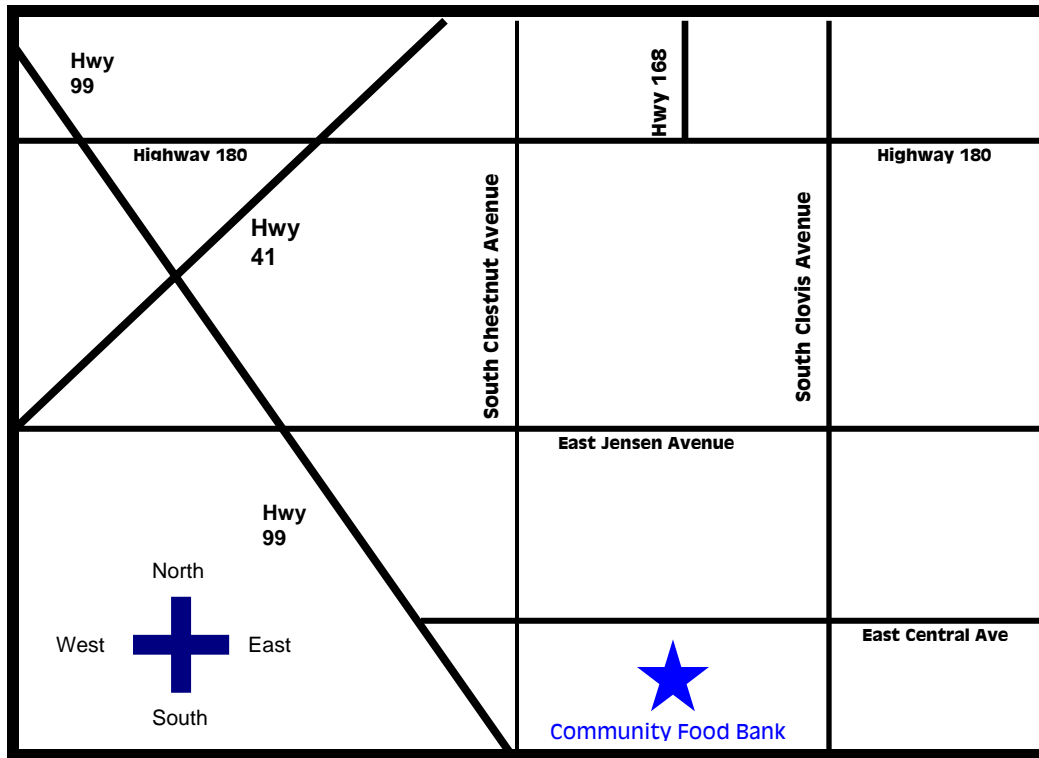 Hwy
99
Hwy 168
Highway 180
Highway 180
Hwy
41
South Chestnut Avenue
South Clovis Avenue
East Jensen Avenue
Hwy
99
North
West
East
South
East Central Ave
Community Food Bank